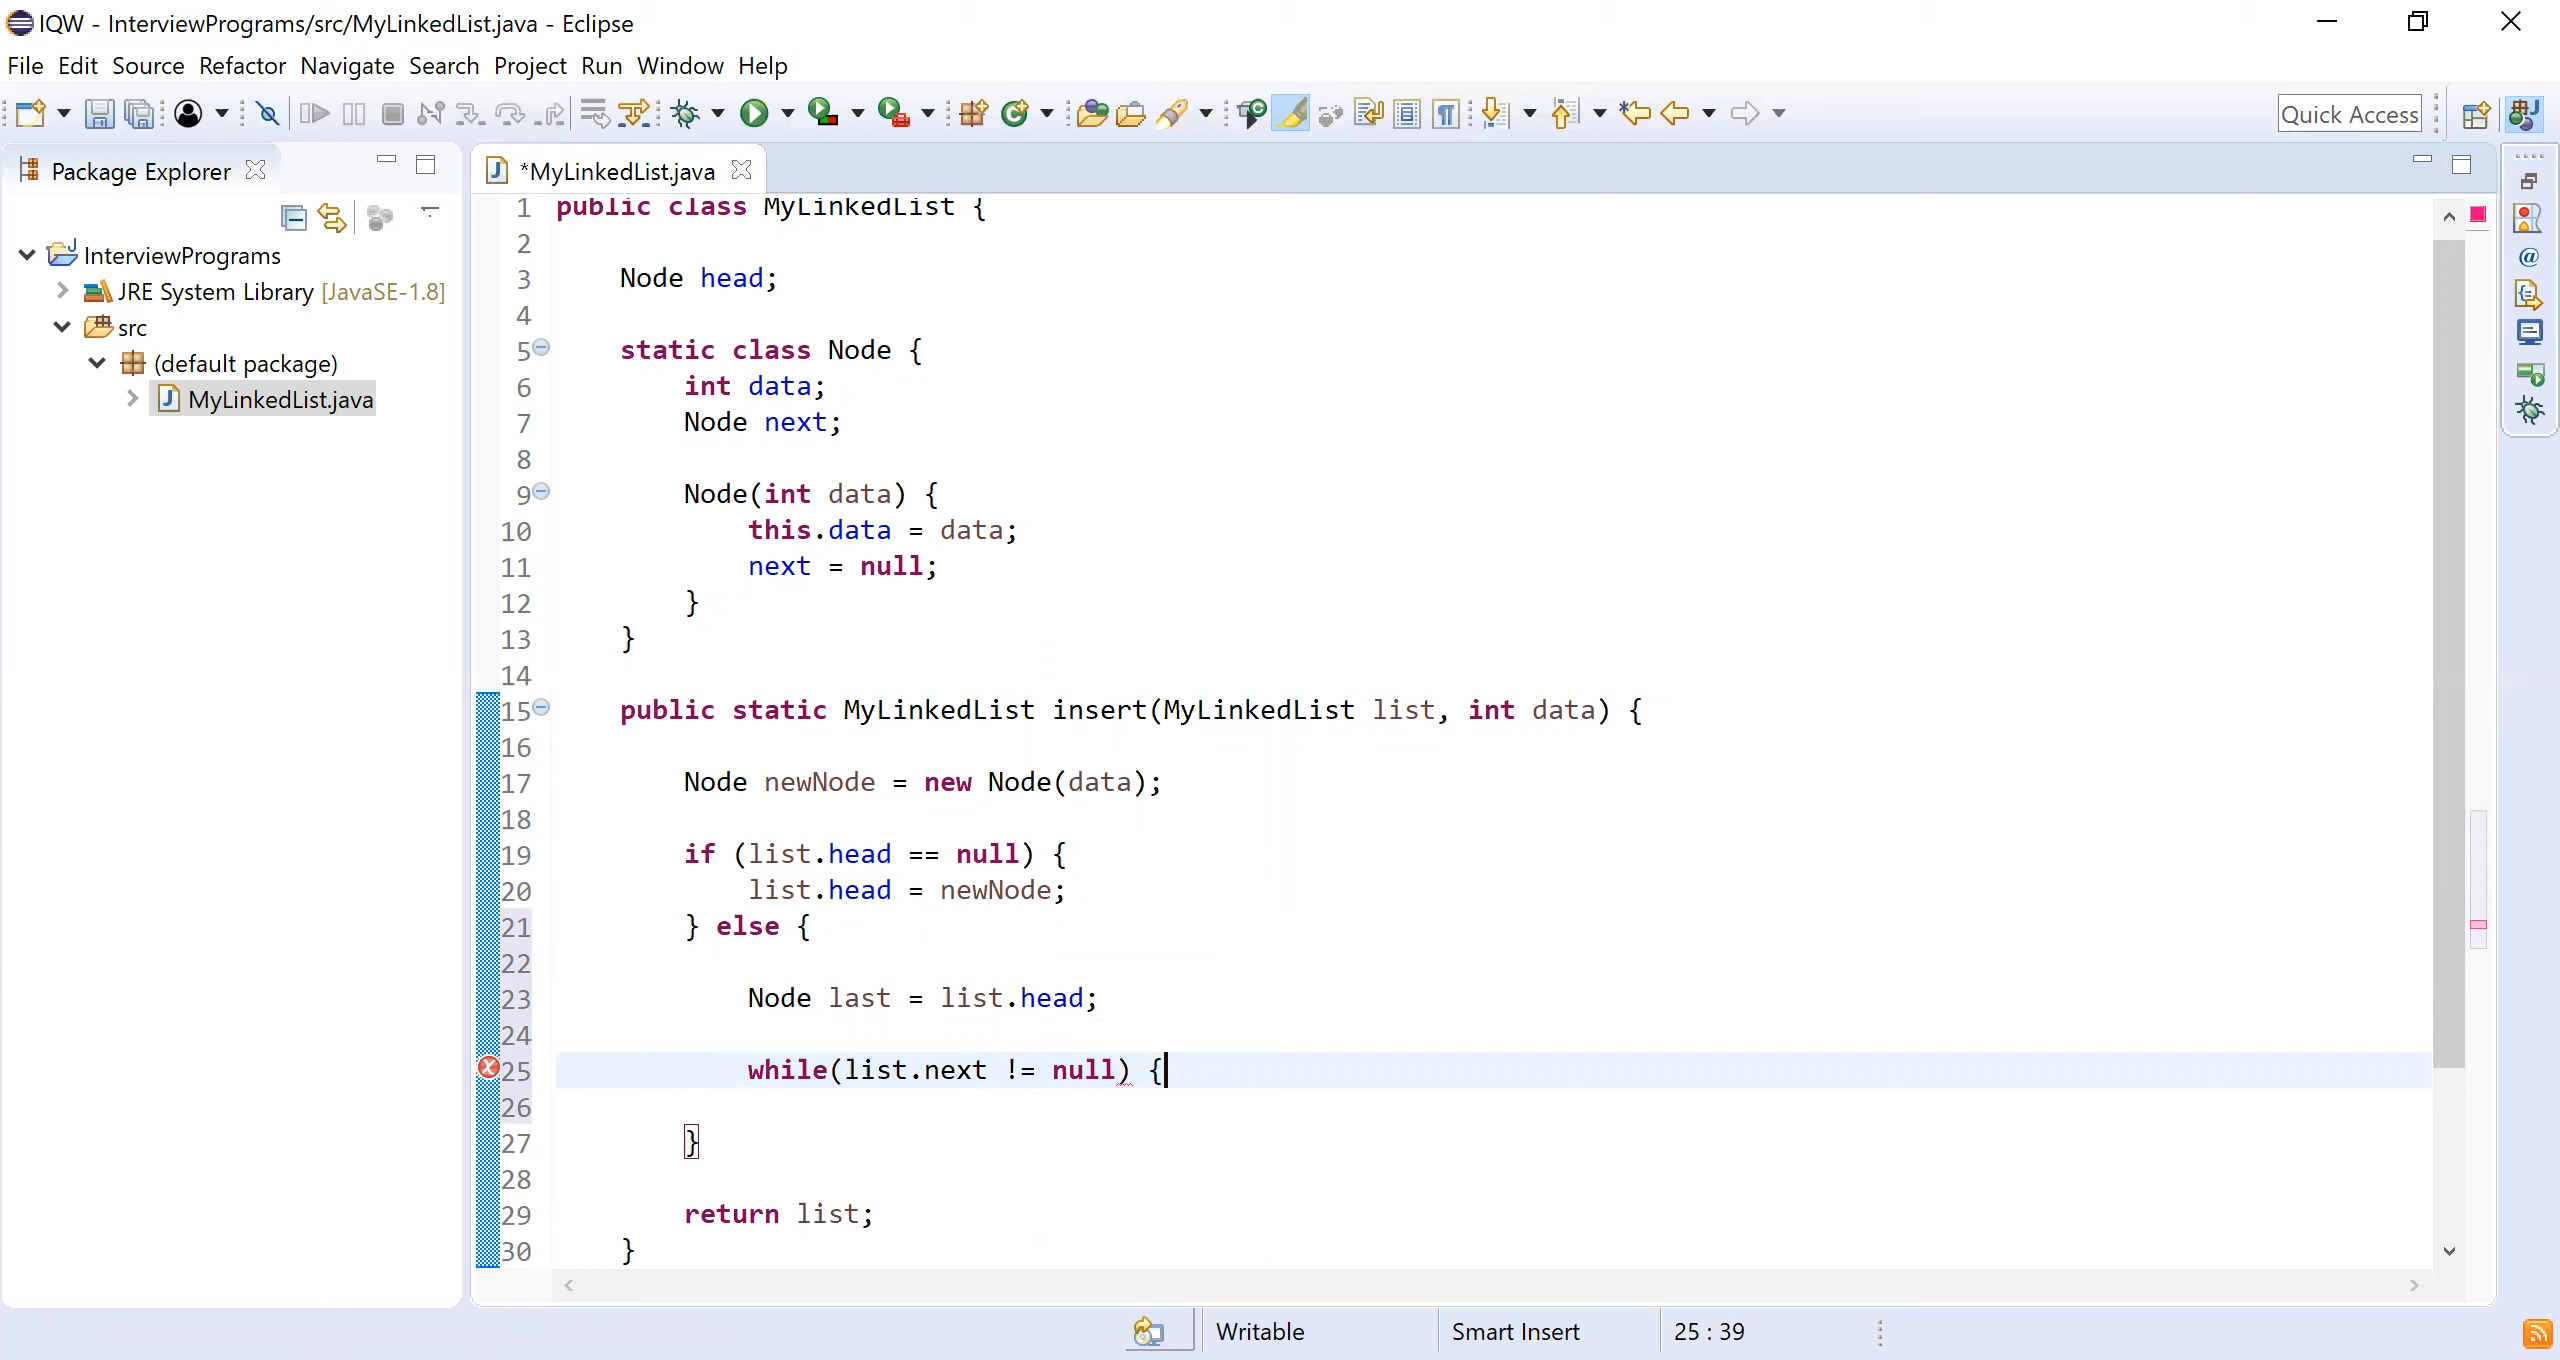 IQW - InterviewPrograms/src/MyLinkedList.java - Eclipse
File Edit Source Refactor Navigate Search Project Run Window Help
Quick Access
Package Explorer
*MyLinkedList.java
InterviewPrograms
JRE System Library [JavaSE-1.8]
src
(default package)
MyLinkedList.java
1 public class MyLinkedList {
2
3 Node head;
4
5 static class Node {
6 int data;
7 Node next;
8
9 Node(int data) {
10 this.data = data;
11 next = null;
12 }
13 }
14
15 public static MyLinkedList insert(MyLinkedList list, int data) {
16
17 Node newNode = new Node(data);
18
19 if (list.head == null) {
20 list.head = newNode;
21 } else {
22
23 Node last = list.head;
24
25 while(list.next != null) {
26
27 }
28
29 return list;
30 }
Writable Smart Insert 25 : 39